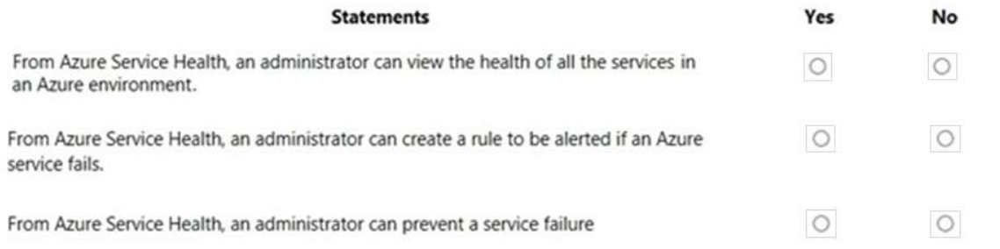 Statements Yes No
From Azure Service Health, an administrator can view the health of all the services in
an Azure environment.
From Azure Service Health, an administrator can create a rule to be alerted if an Azure
service fails.
From Azure Service Health, an administrator can prevent a service failure